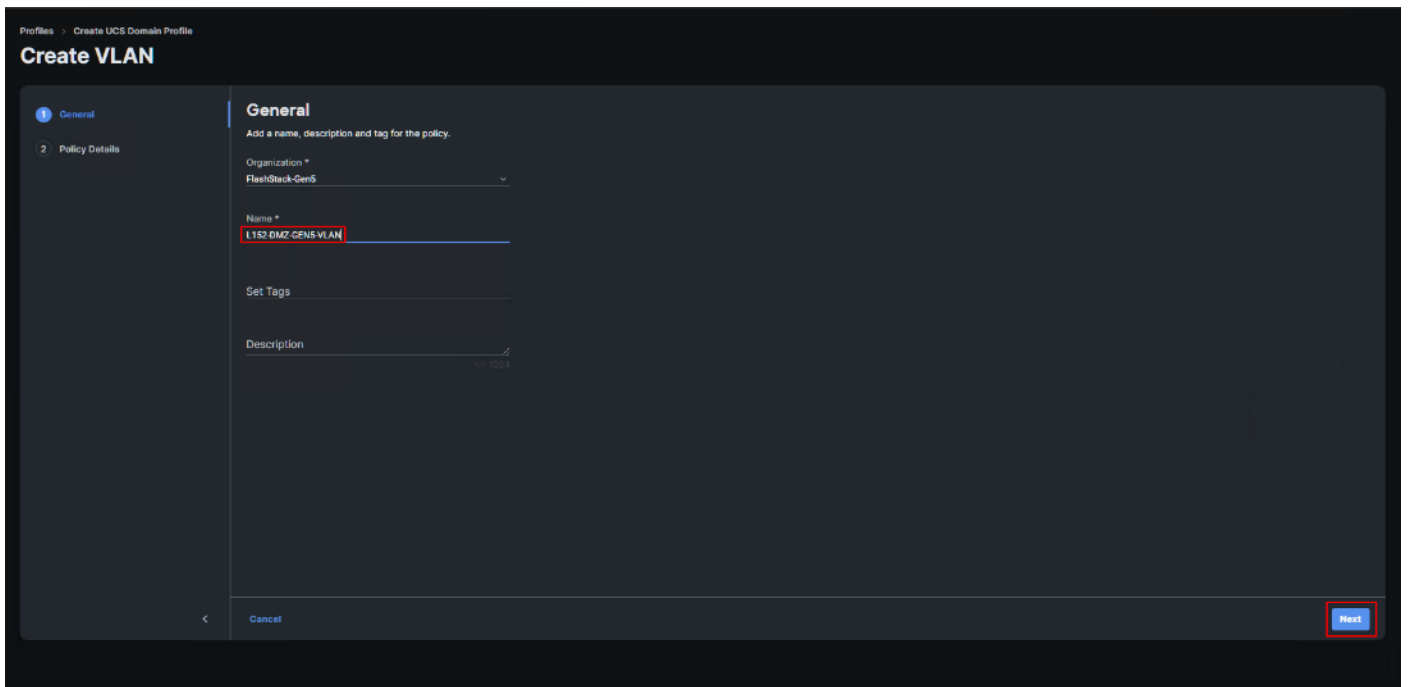 Profiles > Create UCS Domain Profile
Create VLAN
1 General
2 Policy Details
General
Add a name, description and tag for the policy.
Organization *
FlashStack-Gen5
Name *
L152-DMZ-GEN5-VLAN
Set Tags
Description
<= 1024
Cancel
Next